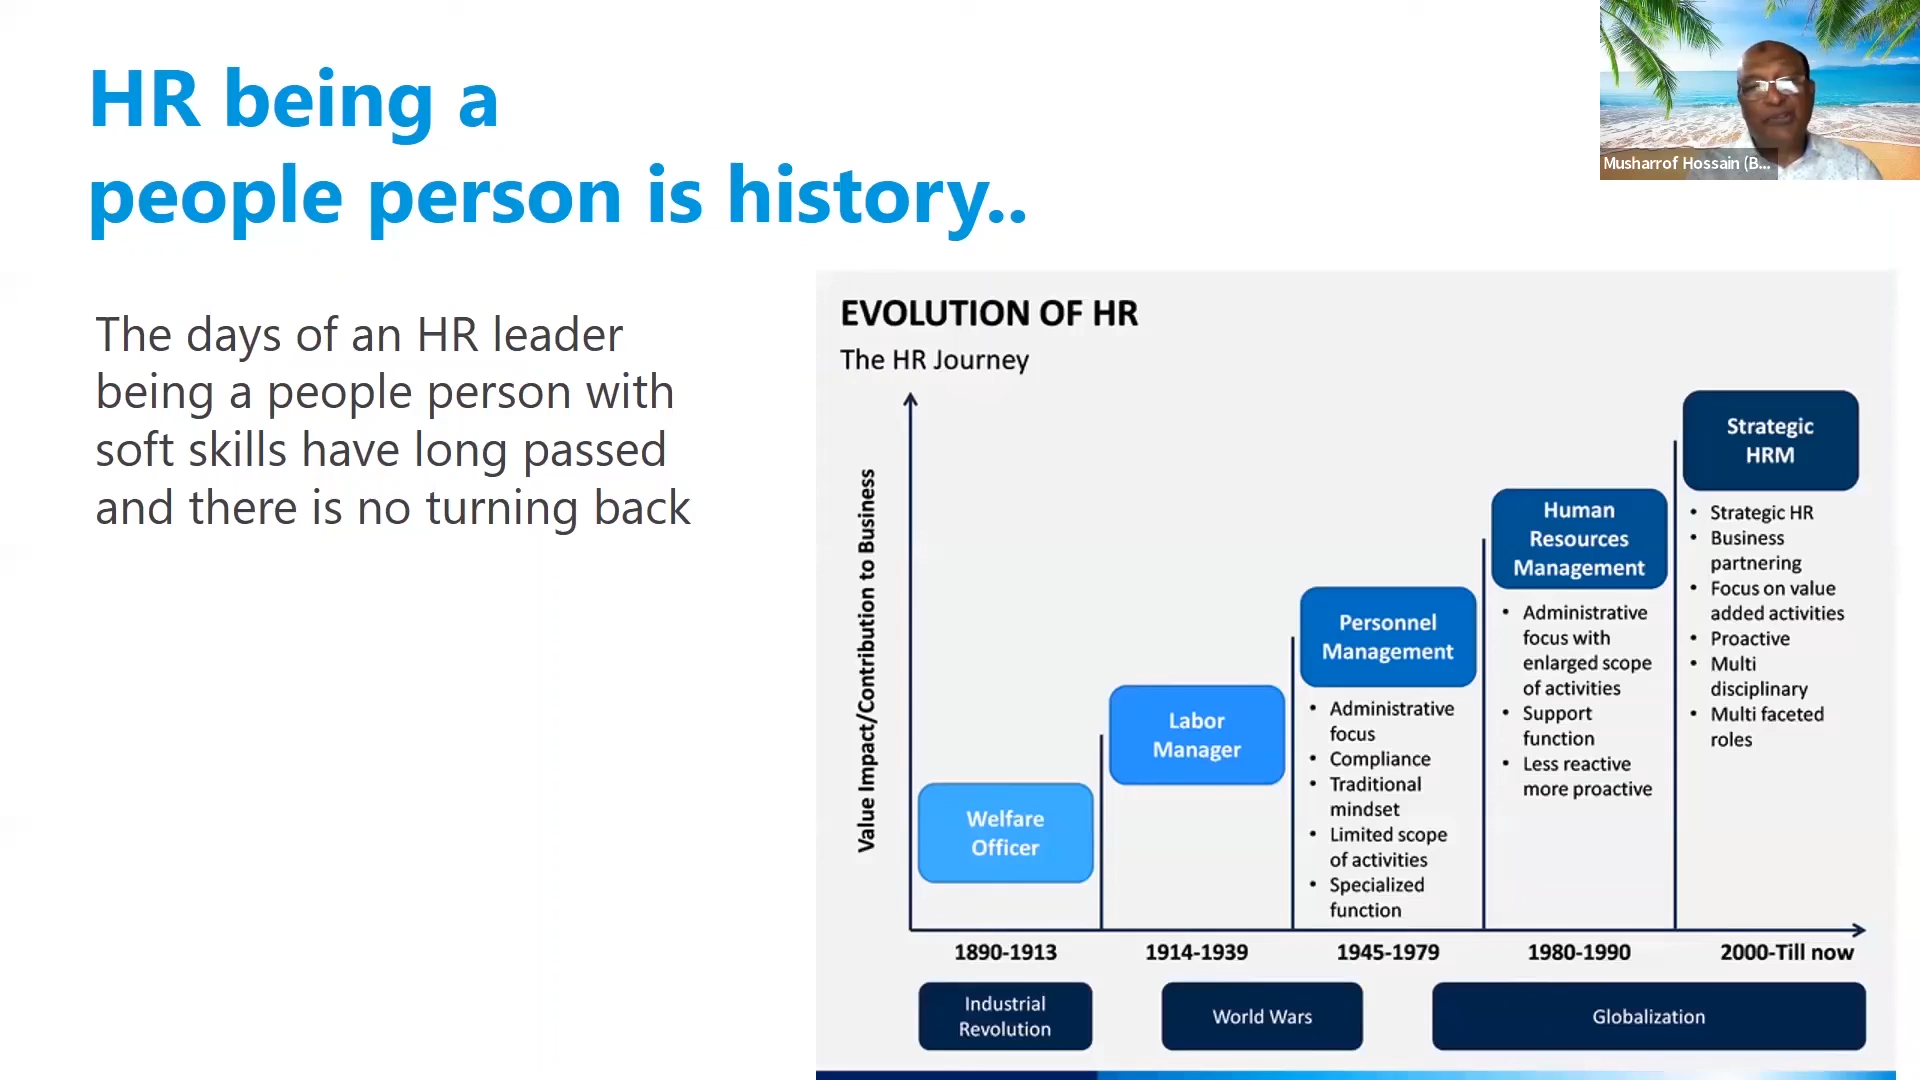 HR being a
people person is history..
Musharrof Hossain (B...
The days of an HR leader
being a people person with
soft skills have long passed
and there is no turning back
EVOLUTION OF HR
The HR Journey
Value Impact/Contribution to Business
Welfare
Officer
Labor
Manager
Personnel
Management
• Administrative
focus
• Compliance
• Traditional
mindset
• Limited scope
of activities
• Specialized
function
Human
Resources
Management
• Administrative
focus with
enlarged scope
of activities
• Support
function
• Less reactive
more proactive
Strategic
HRM
• Strategic HR
• Business
partnering
• Focus on value
added activities
• Proactive
• Multi
disciplinary
• Multi faceted
roles
1890-1913
1914-1939
1945-1979
1980-1990
2000-Till now
Industrial
Revolution
World Wars
Globalization